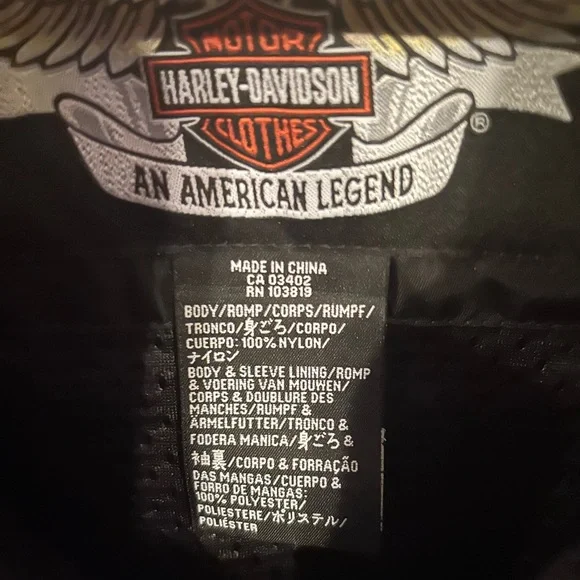 MOTOR
HARLEY-DAVIDSON
CLOTHES
®
AN AMERICAN LEGEND
MADE IN CHINA
CA 03402
RN 103819
BODY/ROMP/CORPS/RUMPF/
TRONCO/身ごろ/CORPO/
CUERPO: 100% NYLON/
ナイロン
BODY & SLEEVE LINING/ROMP
& VOERING VAN MOUWEN/
CORPS & DOUBLURE DES
MANCHES/RUMPF &
ÄRMELFUTTER/TRONCO &
FODERA MANICA/身ごろ &
袖裏/CORPO & FORRAÇÃO
DAS MANGAS/CUERPO &
FORRO DE MANGAS:
100% POLYESTER/
POLIESTERE/ポリステル/
POLIÉSTER